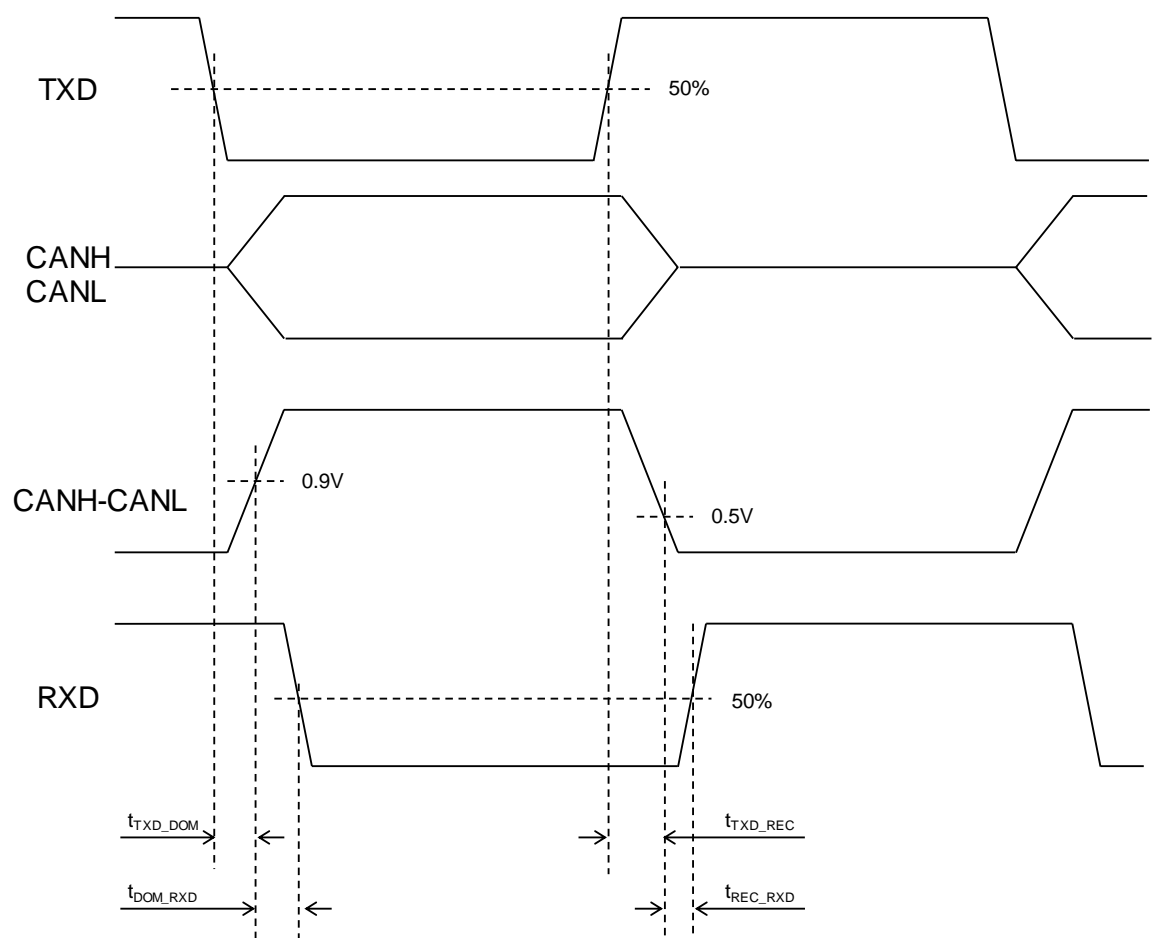 TXD
50%
CANH
CANL
0.9V
CANH-CANL
0.5V
RXD
50%
tTXD_DOM
tTXD_REC
tDOM_RXD
tREC_RXD